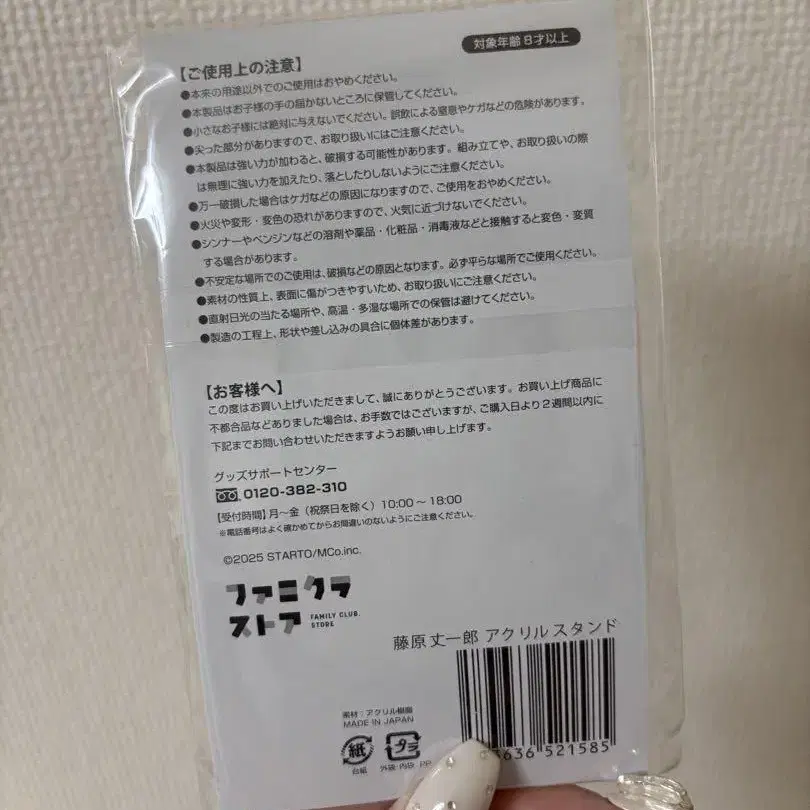 対象年齢8才以上
【ご使用上の注意】
●本来の用途以外でのご使用はおやめください。
●本製品はお子様の手の届かないところに保管してください。
●小さなお子様には絶対に与えないでください。誤飲による窒息やケガなどの危険があります。
●尖った部分がありますので、お取り扱いにはご注意ください。
●本製品は強い力が加わると、破損する可能性があります。組み立てや、お取り扱いの際
は無理に強い力を加えたり、落としたりしないようにご注意ください。
●万一破損した場合はケガなどの原因になりますので、ご使用をおやめください。
●火災や変形・変色の恐れがありますので、火気に近づけないでください。
●シンナーやベンジンなどの溶剤や薬品・化粧品・消毒液などと接触すると変色・変質
する場合があります。
●不安定な場所でのご使用は、破損などの原因となります。必ず平らな場所でご使用ください。
●素材の性質上、表面に傷がつきやすいため、お取り扱いにご注意ください。
●直射日光の当たる場所や、高温・多湿な場所での保管は避けてください。
●製造の工程上、形状や差し込みの具合に個体差があります。
【お客様へ】
この度はお買い上げいただきまして、誠にありがとうございます。お買い上げ商品に
不都合品などありました場合は、お手数ではございますが、ご購入日より2週間以内に
下記までお問い合わせいただきますようお願い申し上げます。
グッズサポートセンター
0120-382-310
【受付時間】月〜金（祝祭日を除く）10:00〜18:00
※電話番号はよく確かめてからお間違いのないようにご注意ください。
©2025 STARTO/MCo.inc.
ファミクラ
ストア
FAMILY CLUB.
STORE
藤原丈一郎 アクリルスタンド
素材：アクリル樹脂
MADE IN JAPAN
紙 プラ
台紙 外袋・内袋 PP
636 521585